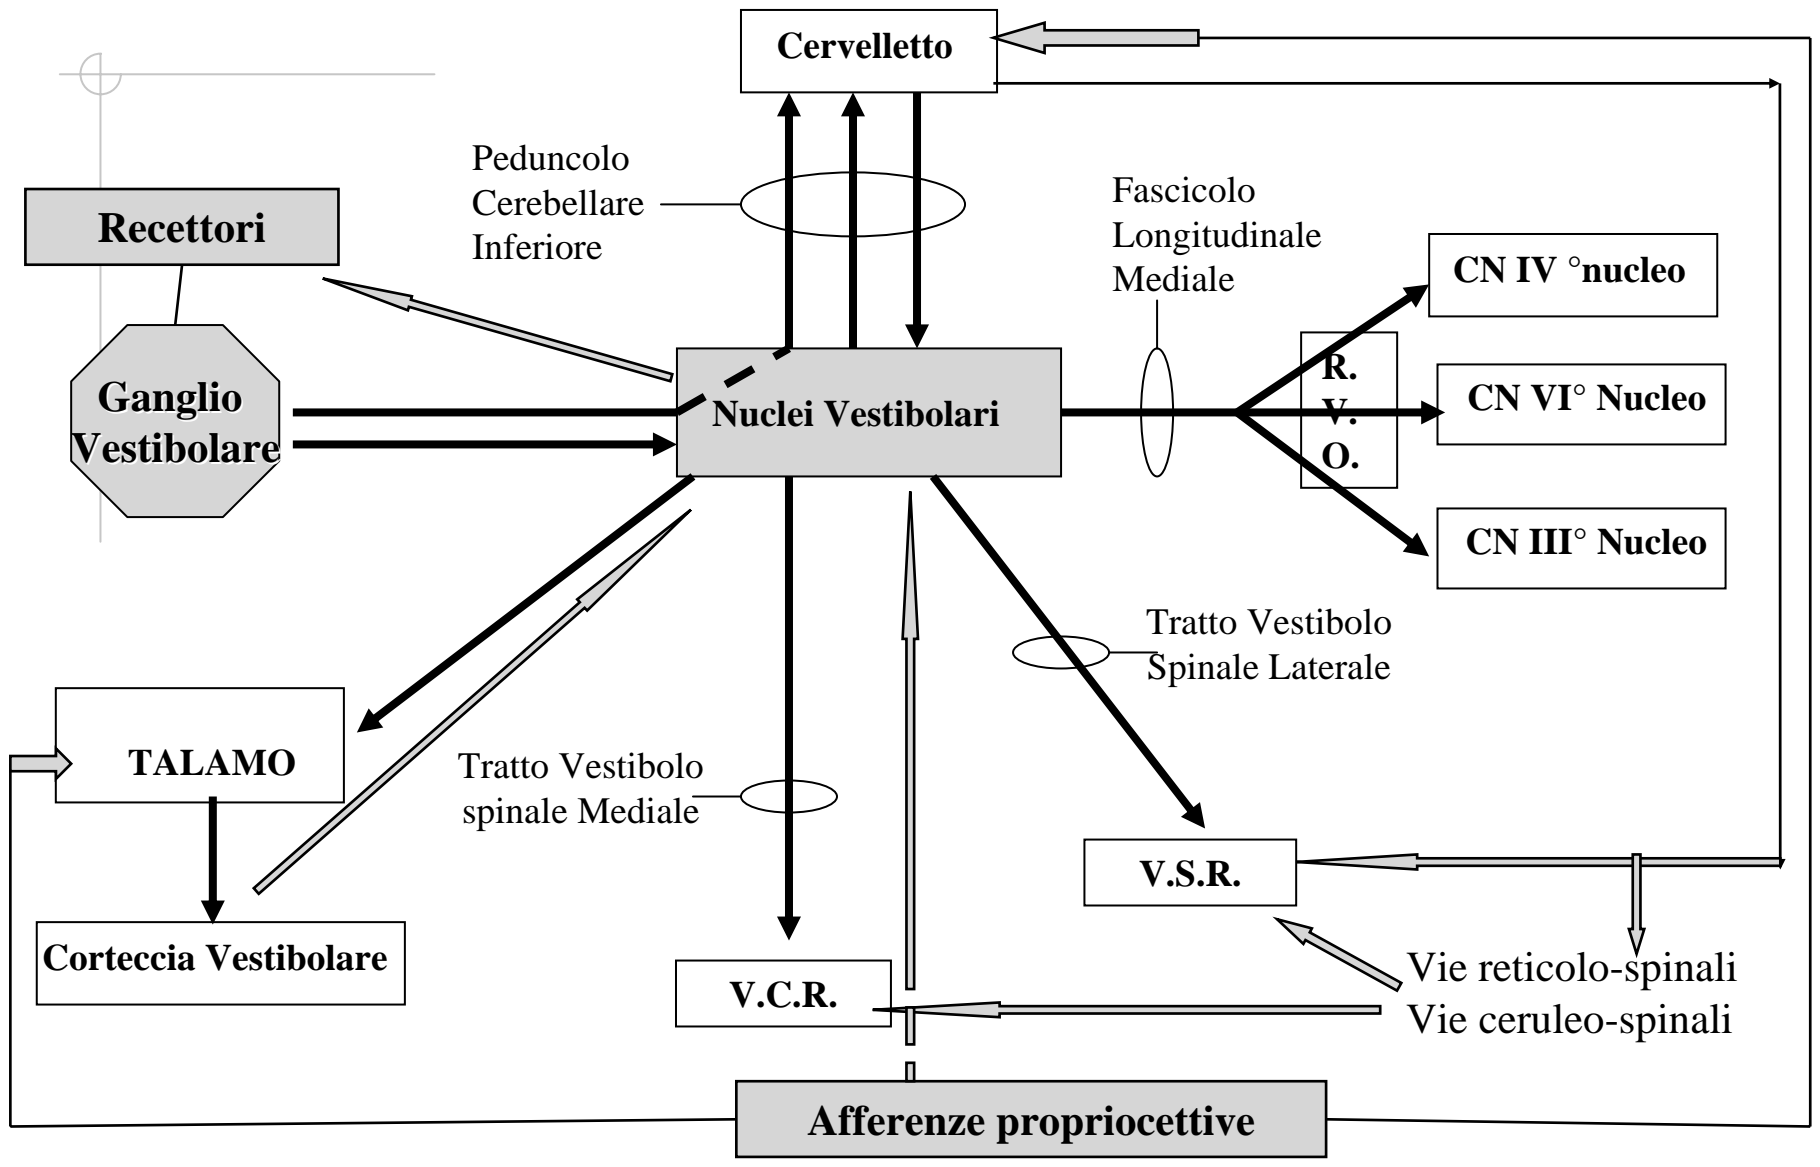 Cervelletto
Peduncolo
Cerebellare
Inferiore
Fascicolo
Longitudinale
Mediale
Recettori
CN IV °nucleo
R.
V.
O.
Ganglio
Vestibolare
Nuclei Vestibolari
CN VI° Nucleo
CN III° Nucleo
Tratto Vestibolo
Spinale Laterale
TALAMO
Tratto Vestibolo
spinale Mediale
V.S.R.
Corteccia Vestibolare
V.C.R.
Vie reticolo-spinali
Vie ceruleo-spinali
Afferenze propriocettive